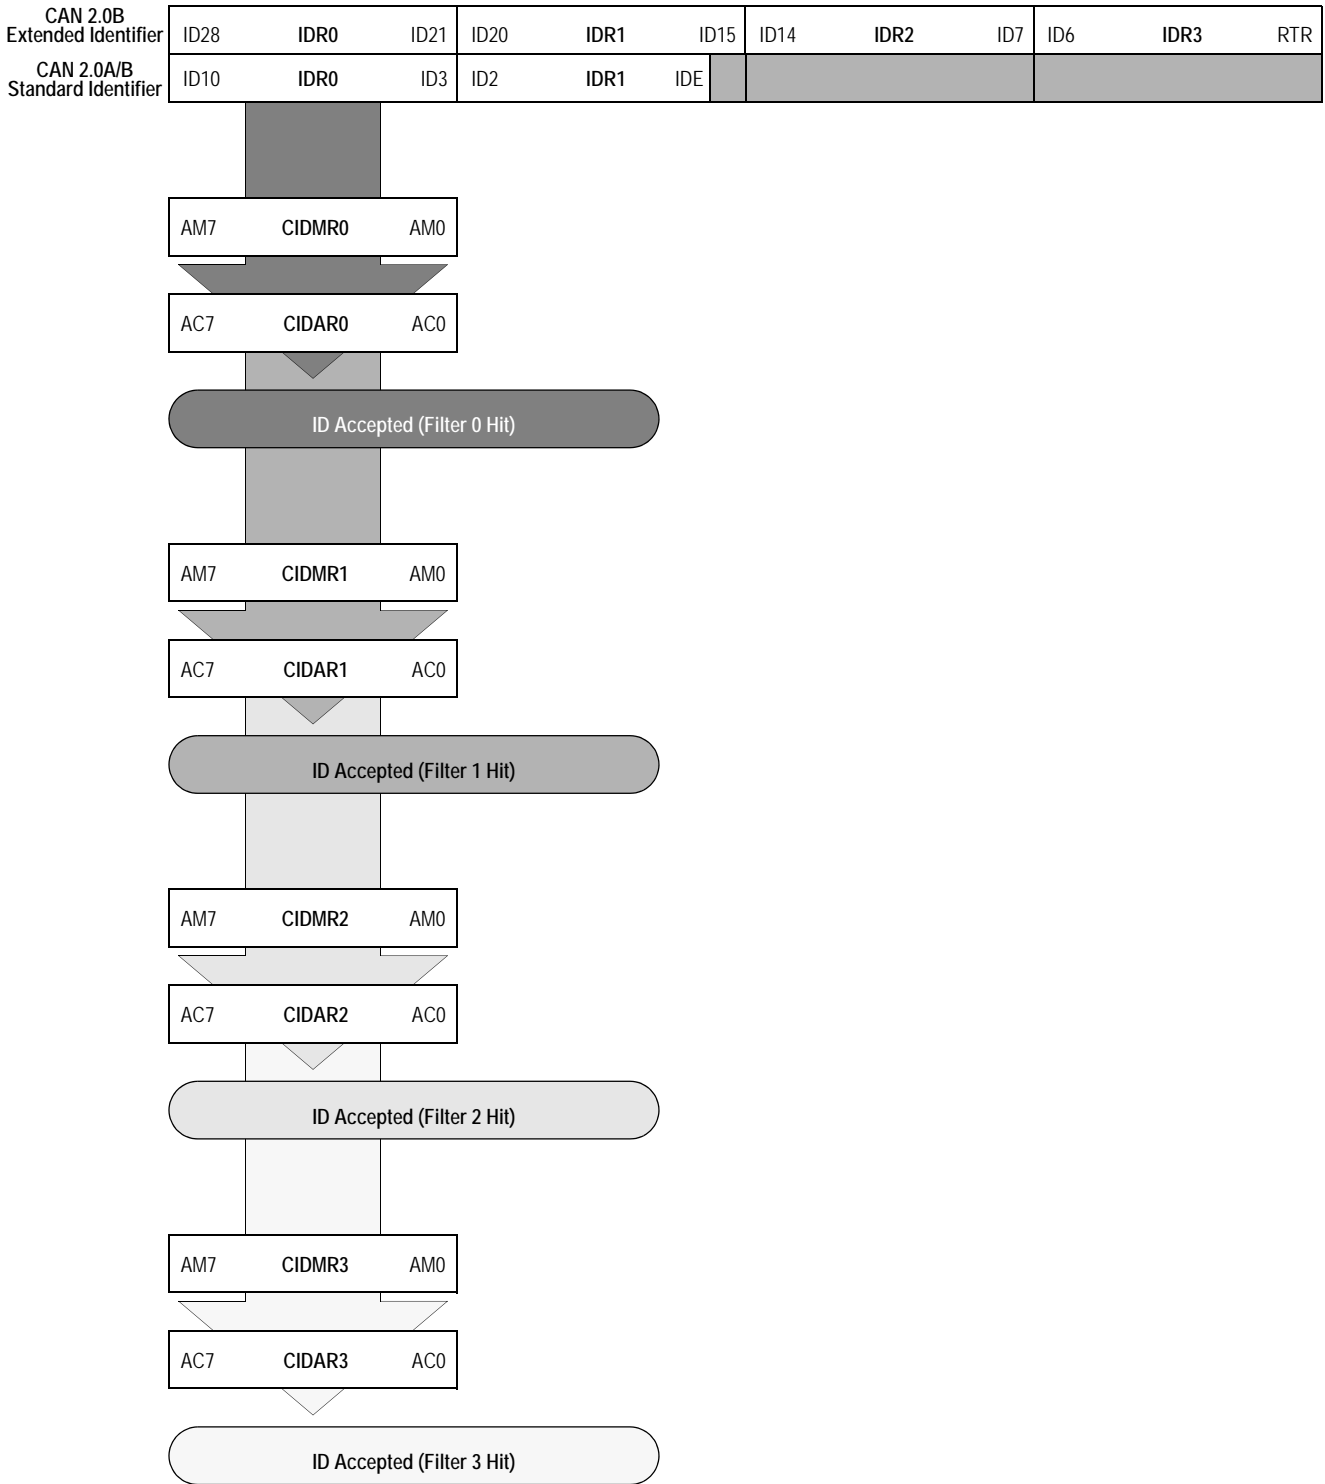 CAN 2.0B
Extended Identifier ID28 IDR0 ID21 ID20 IDR1 ID15 ID14 IDR2 ID7 ID6 IDR3 RTR
CAN 2.0A/B
Standard Identifier ID10 IDR0 ID3 ID2 IDR1 IDE
AM7 CIDMR0 AM0
AC7 CIDAR0 AC0
ID Accepted (Filter 0 Hit)
AM7 CIDMR1 AM0
AC7 CIDAR1 AC0
ID Accepted (Filter 1 Hit)
AM7 CIDMR2 AM0
AC7 CIDAR2 AC0
ID Accepted (Filter 2 Hit)
AM7 CIDMR3 AM0
AC7 CIDAR3 AC0
ID Accepted (Filter 3 Hit)